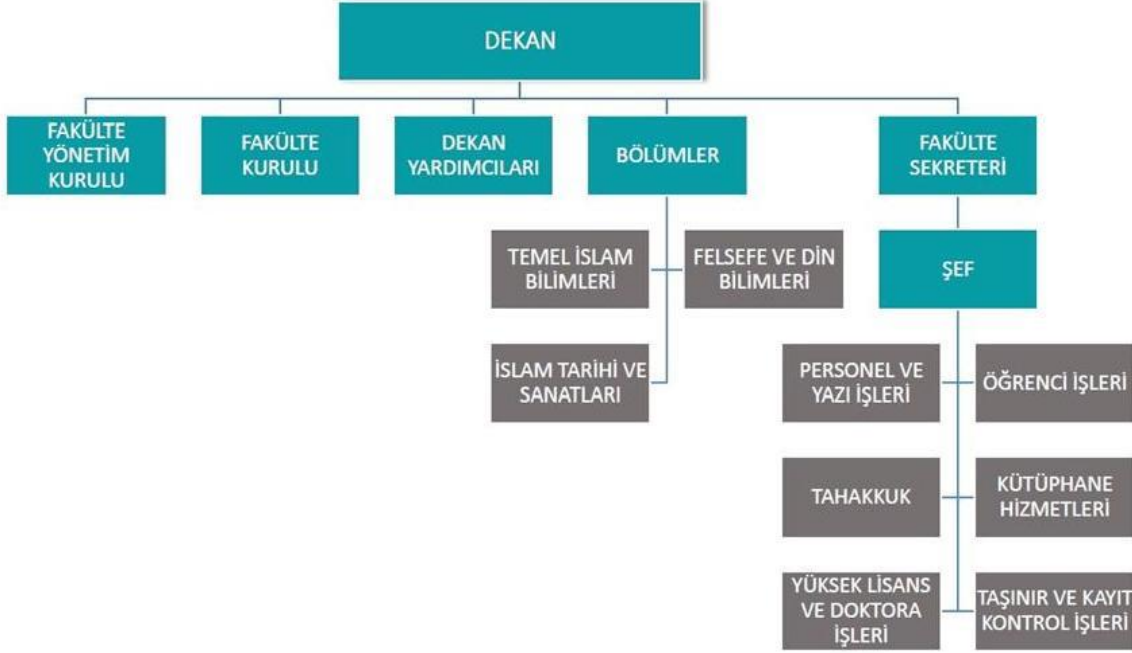 DEKAN
FAKÜLTE
YÖNETİM
KURULU
FAKÜLTE
KURULU
DEKAN
YARDIMCILARI
BÖLÜMLER
FAKÜLTE
SEKRETERİ
TEMEL İSLAM
BİLİMLERİ
FELSEFE VE DİN
BİLİMLERİ
ŞEF
İSLAM TARİHİ VE
SANATLARI
PERSONEL VE
YAZI İŞLERİ
ÖĞRENCİ İŞLERİ
TAHAKKUK
KÜTÜPHANE
HİZMETLERİ
YÜKSEK LİSANS
VE DOKTORA
İŞLERİ
TAŞINIR VE KAYIT
KONTROL İŞLERİ